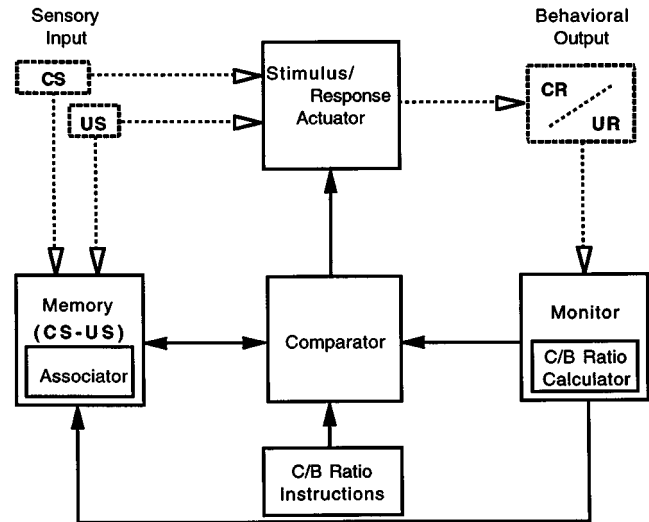 Sensory
Input
Behavioral
Output
CS
US
Stimulus/
Response
Actuator
CR
UR
Memory
(CS-US)
Associator
Comparator
Monitor
C/B Ratio
Calculator
C/B Ratio
Instructions